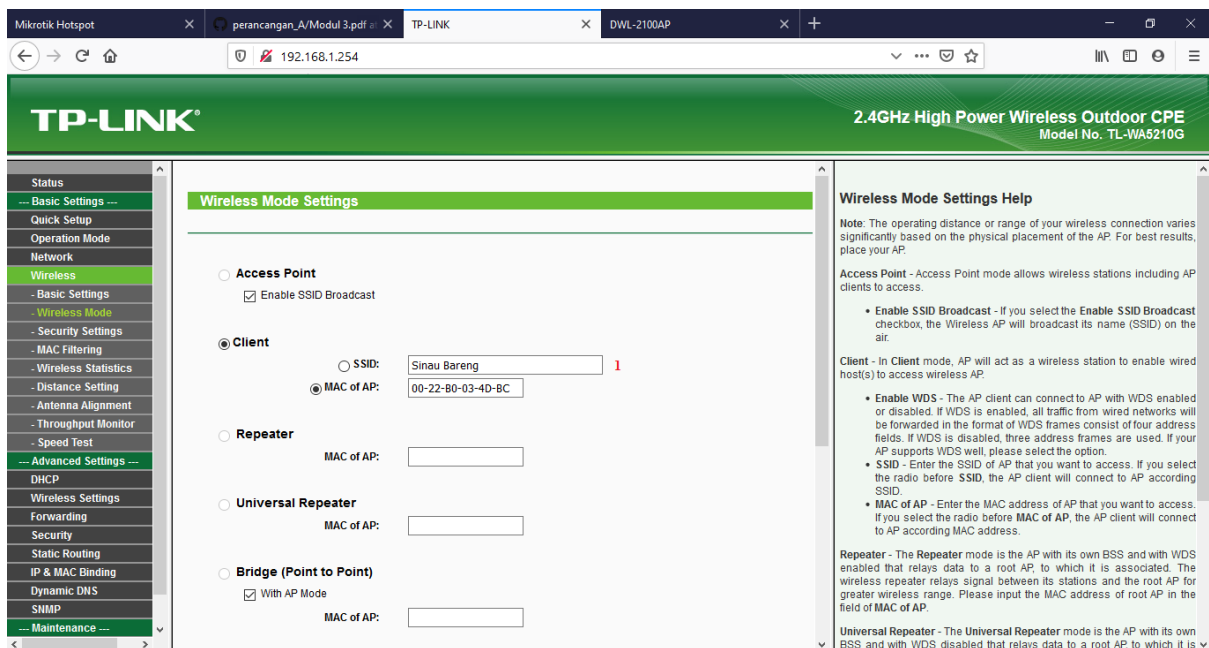 Mikrotik Hotspot
perancangan_A/Modul 3.pdf a
TP-LINK
DWL-2100AP
192.168.1.254
TP-LINK®
2.4GHz High Power Wireless Outdoor CPE
Model No. TL-WA5210G
Status
--- Basic Settings ---
Quick Setup
Operation Mode
Network
Wireless
- Basic Settings
- Wireless Mode
- Security Settings
- MAC Filtering
- Wireless Statistics
- Distance Setting
- Antenna Alignment
- Throughput Monitor
- Speed Test
--- Advanced Settings ---
DHCP
Wireless Settings
Forwarding
Security
Static Routing
IP & MAC Binding
Dynamic DNS
SNMP
--- Maintenance ---
Wireless Mode Settings
Access Point
Enable SSID Broadcast
Client
SSID: Sinau Bareng 1
MAC of AP: 00-22-B0-03-4D-BC
Repeater
MAC of AP:
Universal Repeater
MAC of AP:
Bridge (Point to Point)
With AP Mode
MAC of AP:
Wireless Mode Settings Help
Note: The operating distance or range of your wireless connection varies
significantly based on the physical placement of the AP. For best results,
place your AP.
Access Point - Access Point mode allows wireless stations including AP
clients to access.
• Enable SSID Broadcast - If you select the Enable SSID Broadcast
checkbox, the Wireless AP will broadcast its name (SSID) on the
air.
Client - In Client mode, AP will act as a wireless station to enable wired
host(s) to access wireless AP.
• Enable WDS - The AP client can connect to AP with WDS enabled
or disabled. If WDS is enabled, all traffic from wired networks will
be forwarded in the format of WDS frames consist of four address
fields. If WDS is disabled, three address frames are used. If your
AP supports WDS well, please select the option.
• SSID - Enter the SSID of AP that you want to access. If you select
the radio before SSID, the AP client will connect to AP according
SSID.
• MAC of AP - Enter the MAC address of AP that you want to access.
If you select the radio before MAC of AP, the AP client will connect
to AP according MAC address.
Repeater - The Repeater mode is the AP with its own BSS and with WDS
enabled that relays data to a root AP, to which it is associated. The
wireless repeater relays signal between its stations and the root AP for
greater wireless range. Please input the MAC address of root AP in the
field of MAC of AP.
Universal Repeater - The Universal Repeater mode is the AP with its own
BSS and with WDS disabled that relays data to a root AP, to which it is